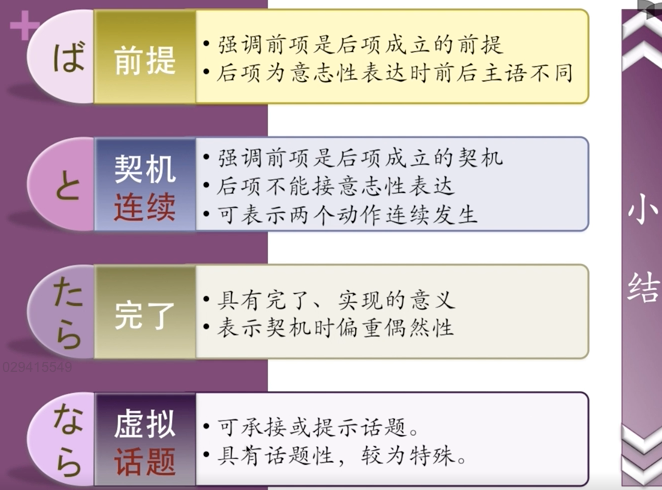 ば
前提
• 强调前项是后项成立的前提
• 后项为意志性表达时前后主语不同
と
契机
连续
• 强调前项是后项成立的契机
• 后项不能接意志性表达
• 可表示两个动作连续发生
たら
完了
• 具有完了、实现的意义
• 表示契机时偏重偶然性
なら
虚拟
话题
• 可承接或提示话题。
• 具有话题性，较为特殊。
小结
029415549